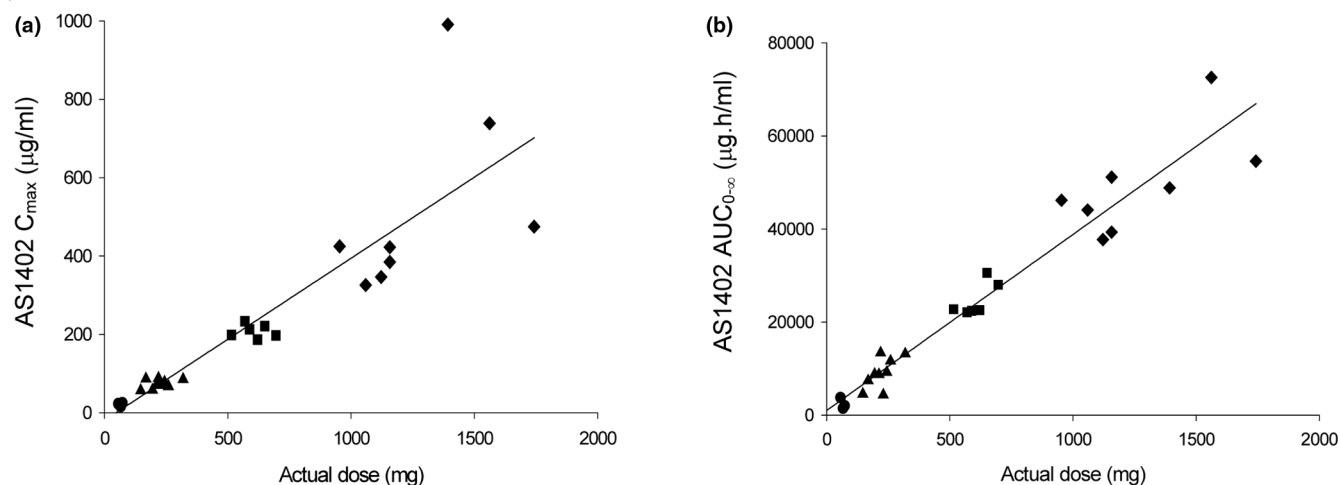 (a)
AS1402 Cmax (μg/ml)
1000
800
600
400
200
0
0 500 1000 1500 2000
Actual dose (mg)
(b)
AS1402 AUC0-∞ (μg.h/ml)
80000
60000
40000
20000
0
0 500 1000 1500 2000
Actual dose (mg)